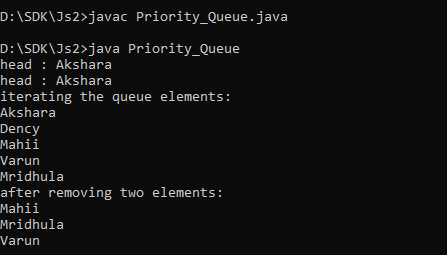 D:\SDK\Js2>javac Priority_Queue.java
D:\SDK\Js2>java Priority_Queue
head : Akshara
head : Akshara
iterating the queue elements:
Akshara
Dency
Mahii
Varun
Mridhula
after removing two elements:
Mahii
Mridhula
Varun